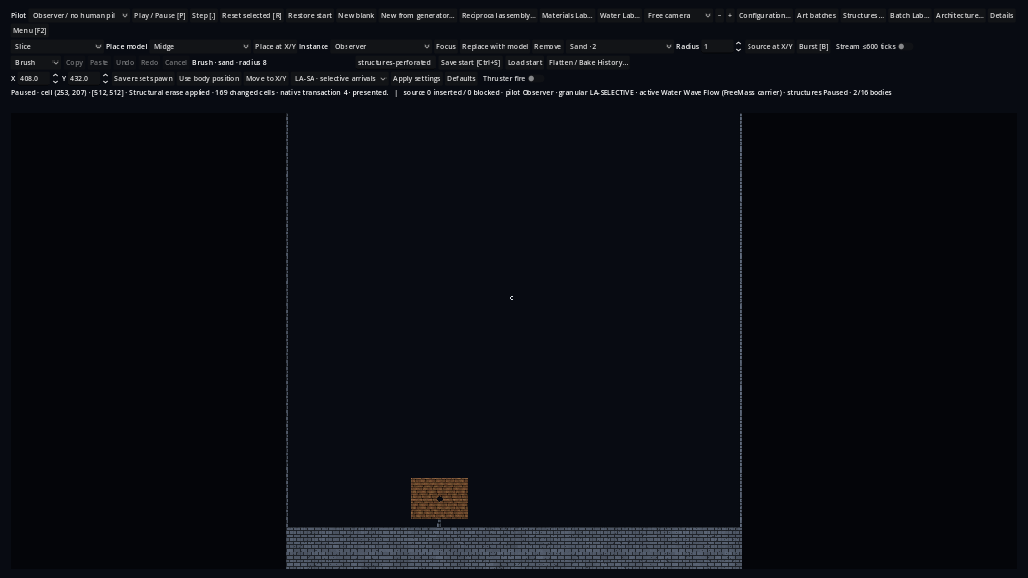 Pilot Observer / no human pil Play / Pause [P] Step [.] Reset selected [R] Restore start New blank New from generator... Reciprocal assembly... Materials Lab... Water Lab... Free camera − + Configuration... Art batches Structures... Batch Lab... Architecture... Details
Menu [F2]
Slice Place model Midge Place at X/Y Instance Observer Focus Replace with model Remove Sand · 2 Radius 1 Source at X/Y Burst [B] Stream ≤600 ticks
Brush Copy Paste Undo Redo Cancel Brush · sand · radius 8 structures-perforated Save start [Ctrl+S] Load start Flatten / Bake History...
X 408.0 Y 432.0 Save reset spawn Use body position Move to X/Y LA-SA · selective arrivals Apply settings Defaults Thruster fire
Paused · cell (253, 207) · [512, 512] · Structural erase applied · 169 changed cells · native transaction 4 · presented. | source 0 inserted / 0 blocked · pilot Observer · granular LA-SELECTIVE · active Water Wave Flow (FreeMass carrier) · structures Paused · 2/16 bodies